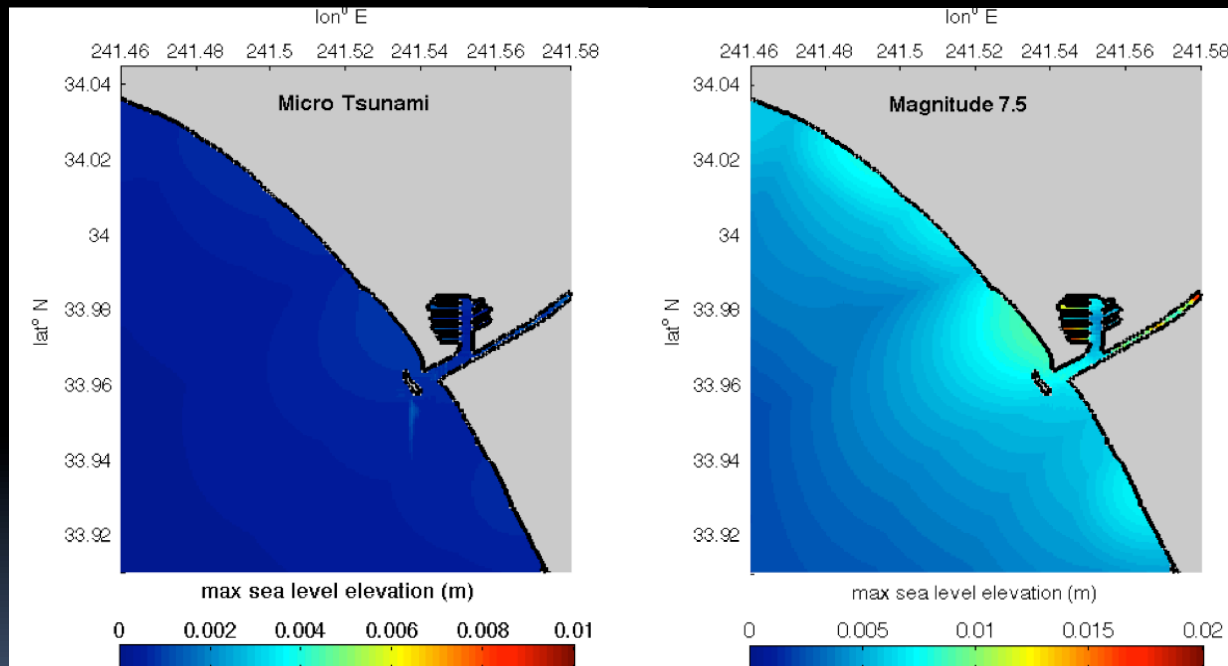 lon⁰ E
241.46 241.48 241.5 241.52 241.54 241.56 241.58
34.04
34.02
34
33.98
33.96
33.94
33.92
lat⁰ N
Micro Tsunami
max sea level elevation (m)
0 0.002 0.004 0.006 0.008 0.01
lon⁰ E
241.46 241.48 241.5 241.52 241.54 241.56 241.58
34.04
34.02
34
33.98
33.96
33.94
33.92
lat⁰ N
Magnitude 7.5
max sea level elevation (m)
0 0.005 0.01 0.015 0.02